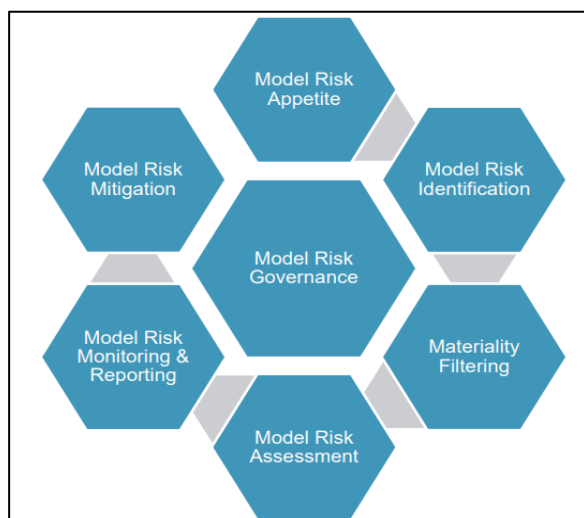 Model Risk
Appetite
Model Risk
Identification
Materiality
Filtering
Model Risk
Assessment
Model Risk
Monitoring &
Reporting
Model Risk
Mitigation
Model Risk
Governance